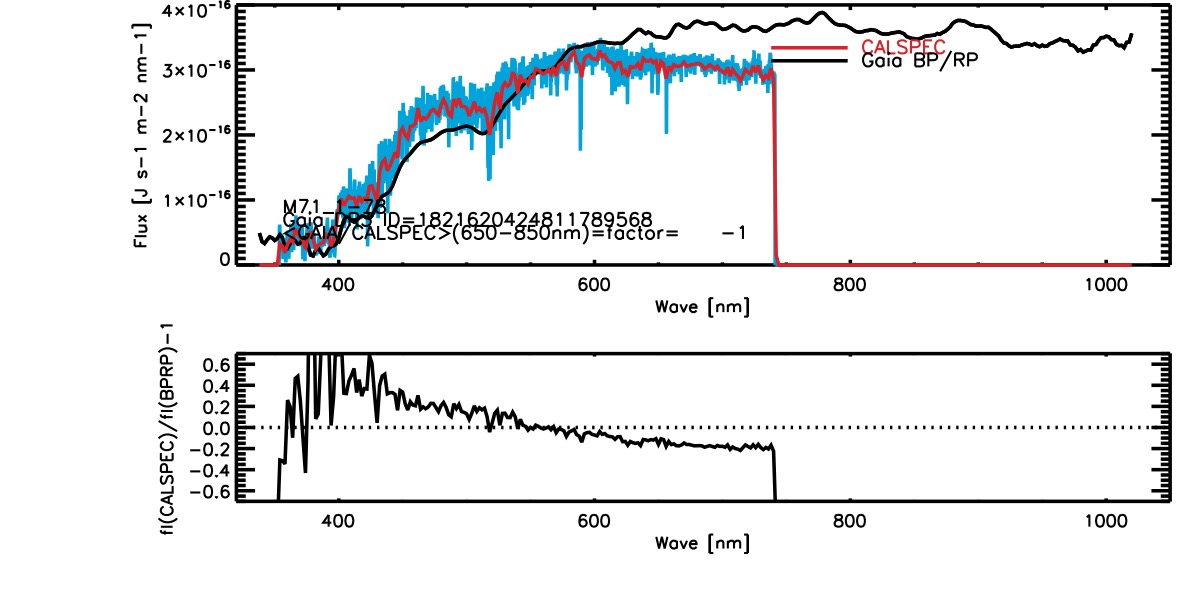 4×10−16
3×10−16
2×10−16
1×10−16
0
Flux [J s−1 m−2 nm−1]
CALSPEC
Gaia BP/RP
M71_1−78
Gaia DR3 ID=1821620424811789568
<GAIA/CALSPEC>(650−850nm)=factor= −1
400 600 800 1000
Wave [nm]
0.6
0.4
0.2
0.0
−0.2
−0.4
−0.6
fl(CALSPEC)/fl(BPRP)−1
400 600 800 1000
Wave [nm]